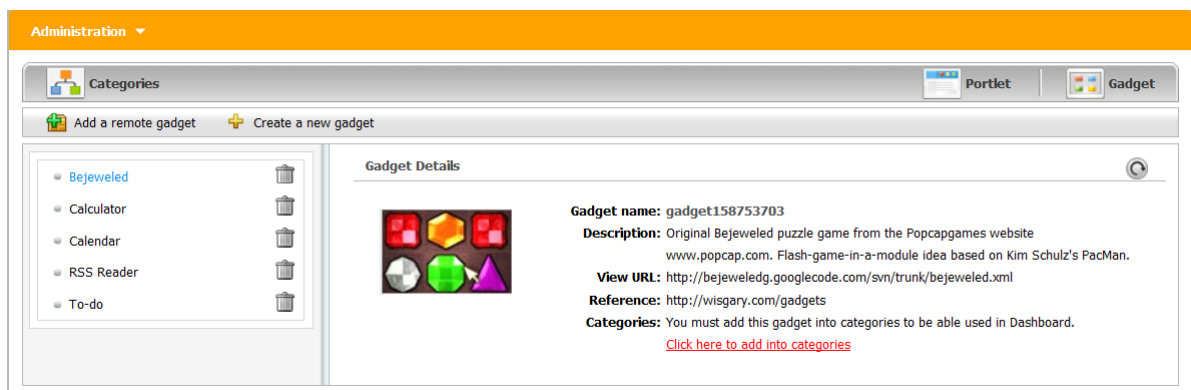 Administration
Categories
Portlet
Gadget
Add a remote gadget
Create a new gadget
Bejeweled
Calculator
Calendar
RSS Reader
To-do
Gadget Details
Gadget name: gadget158753703
Description: Original Bejeweled puzzle game from the Popcapgames website
www.popcap.com. Flash-game-in-a-module idea based on Kim Schulz's PacMan.
View URL: http://bejeweledg.googlecode.com/svn/trunk/bejeweled.xml
Reference: http://wisgary.com/gadgets
Categories: You must add this gadget into categories to be able used in Dashboard.
Click here to add into categories